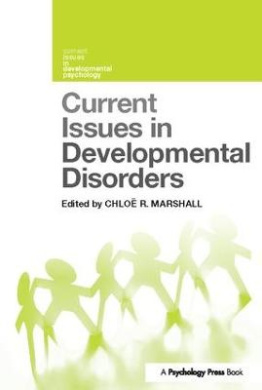 current
issues
in
developmental
psychology
Current
Issues in
Developmental
Disorders
Edited by CHLOË R. MARSHALL
A Psychology Press Book